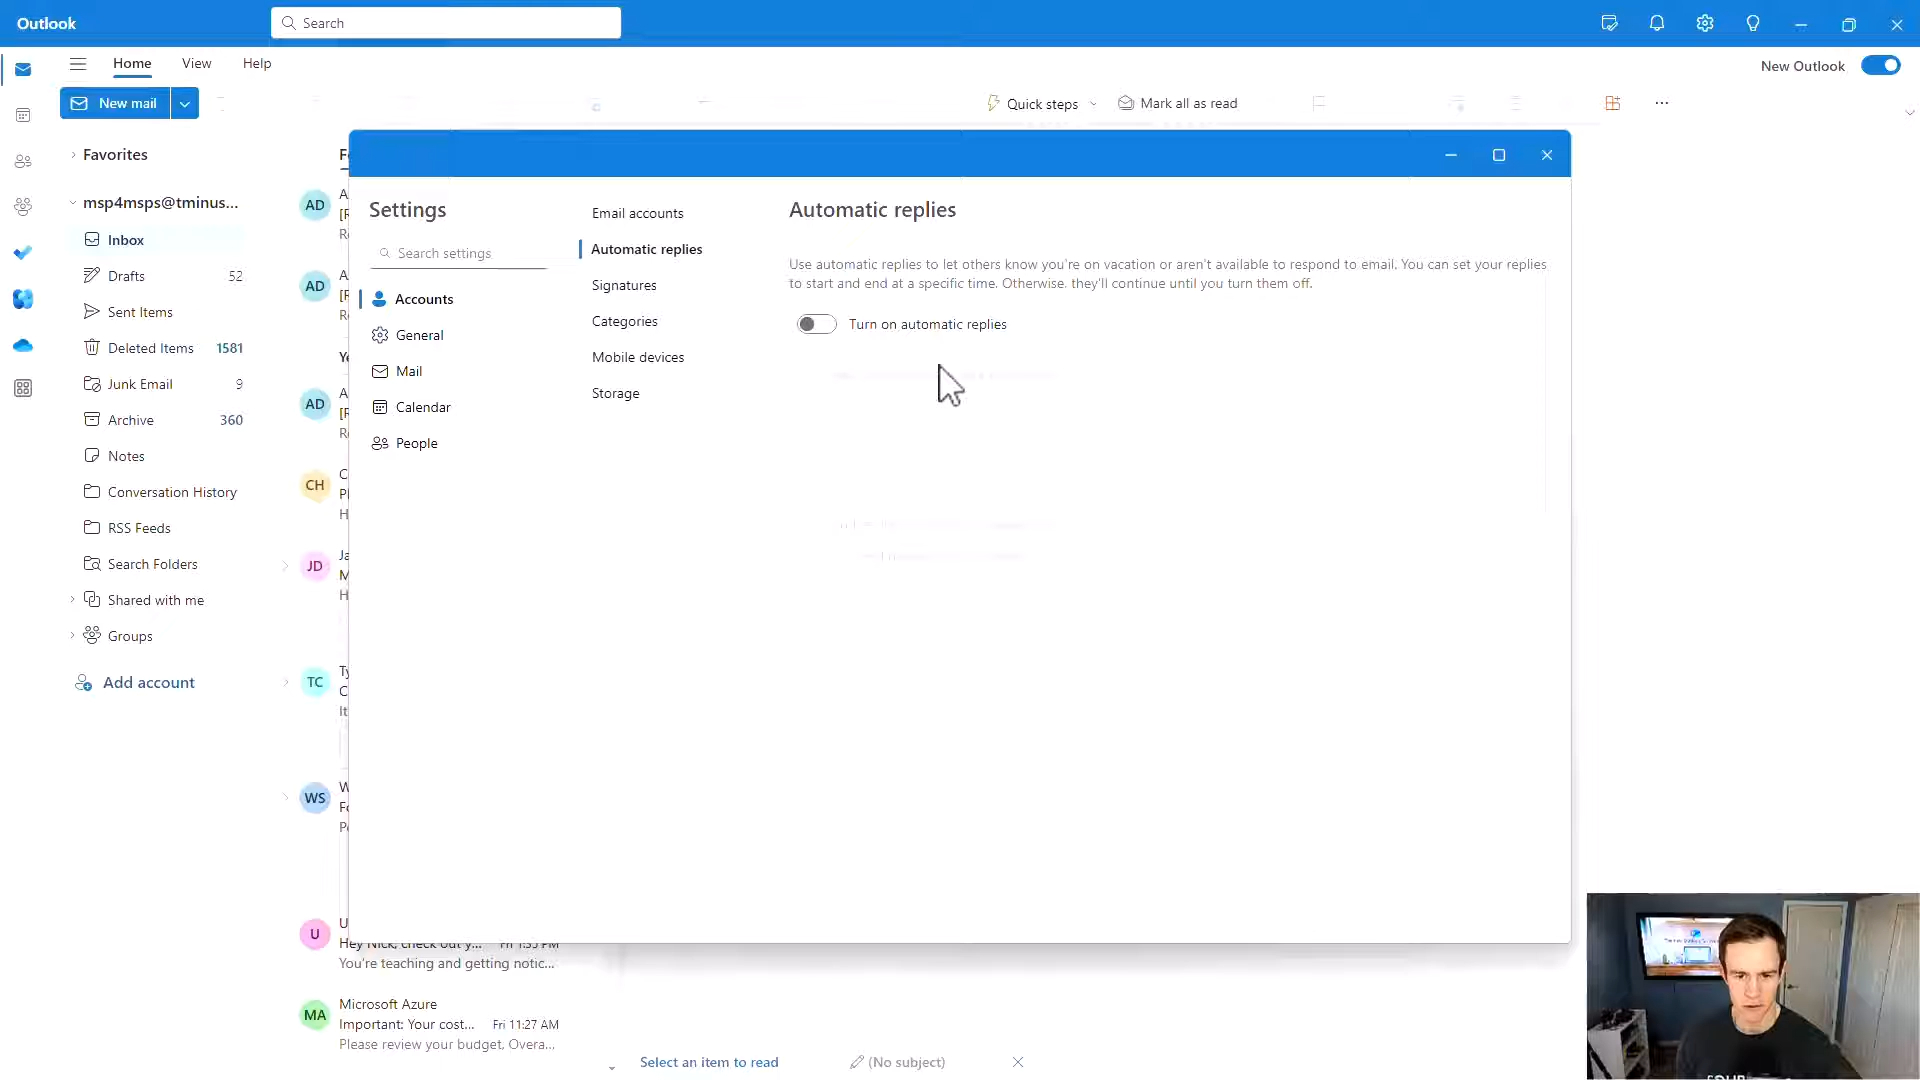 Outlook
Search
Home
View
Help
New Outlook
New mail
Quick steps
Mark all as read
Favorites
msp4msps@tminus...
Inbox
Drafts 52
Sent Items
Deleted Items 1581
Junk Email 9
Archive 360
Notes
Conversation History
RSS Feeds
Search Folders
Shared with me
Groups
Add account
AD
AD
AD
CH
JD
TC
WS
U
Hey Nick, check out y... Fri 1:35 PM
You're teaching and getting notic...
MA
Microsoft Azure
Important: Your cost... Fri 11:27 AM
Please review your budget, Overa...
Settings
Search settings
Accounts
General
Mail
Calendar
People
Email accounts
Automatic replies
Signatures
Categories
Mobile devices
Storage
Automatic replies
Use automatic replies to let others know you're on vacation or aren't available to respond to email. You can set your replies
to start and end at a specific time. Otherwise, they'll continue until you turn them off.
Turn on automatic replies
Select an item to read
(No subject)